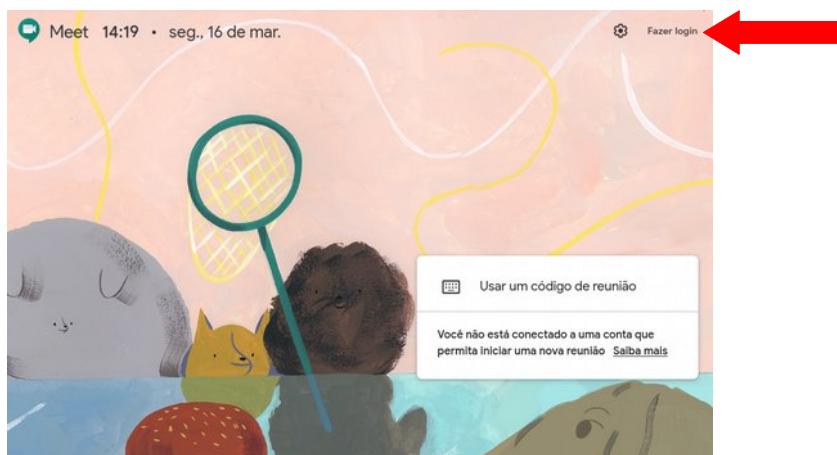 Meet 14:19 • seg., 16 de mar.
Fazer login
Usar um código de reunião
Você não está conectado a uma conta que
permita iniciar uma nova reunião Saiba mais